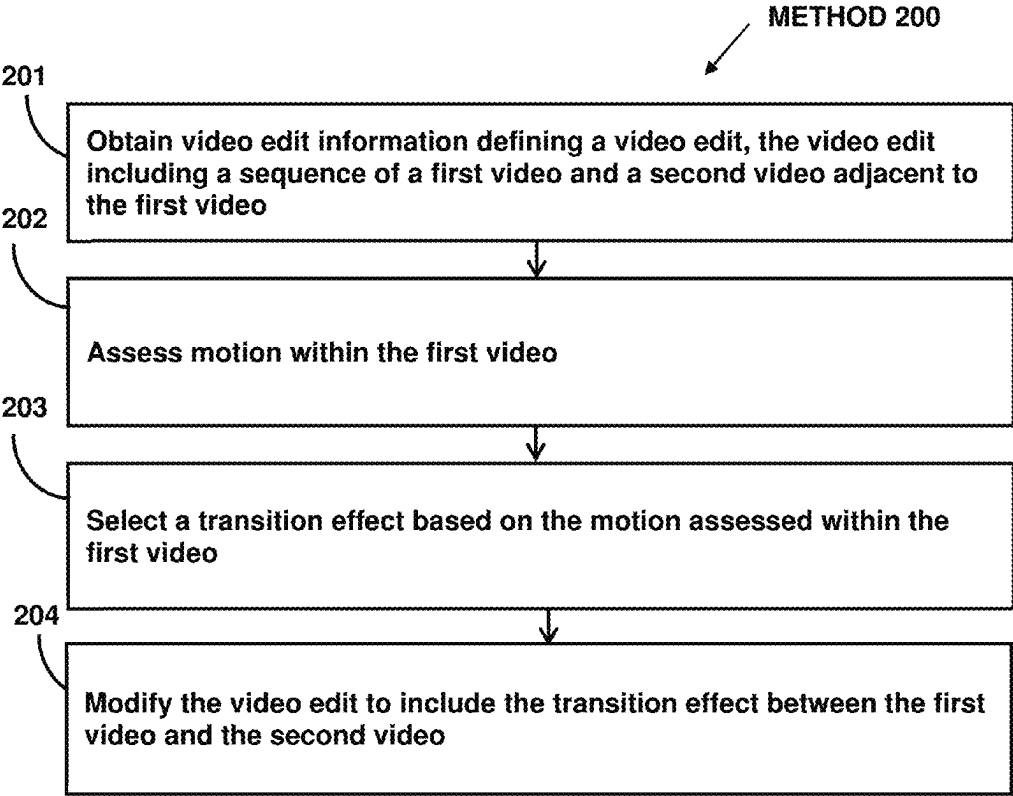 METHOD 200
201
Obtain video edit information defining a video edit, the video edit
including a sequence of a first video and a second video adjacent to
the first video
202
Assess motion within the first video
203
Select a transition effect based on the motion assessed within the
first video
204
Modify the video edit to include the transition effect between the first
video and the second video